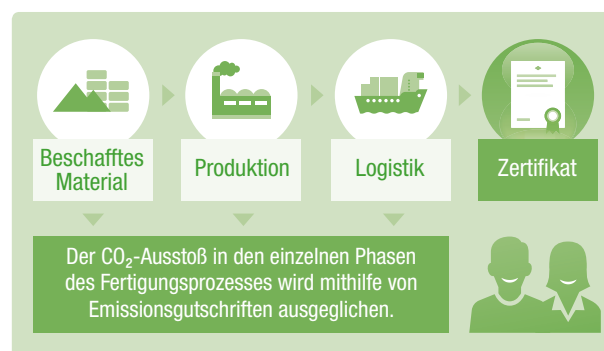 Beschafftes
Material
Produktion
Logistik
Zertifikat
Der CO₂-Ausstoß in den einzelnen Phasen
des Fertigungsprozesses wird mithilfe von
Emissionsgutschriften ausgeglichen.